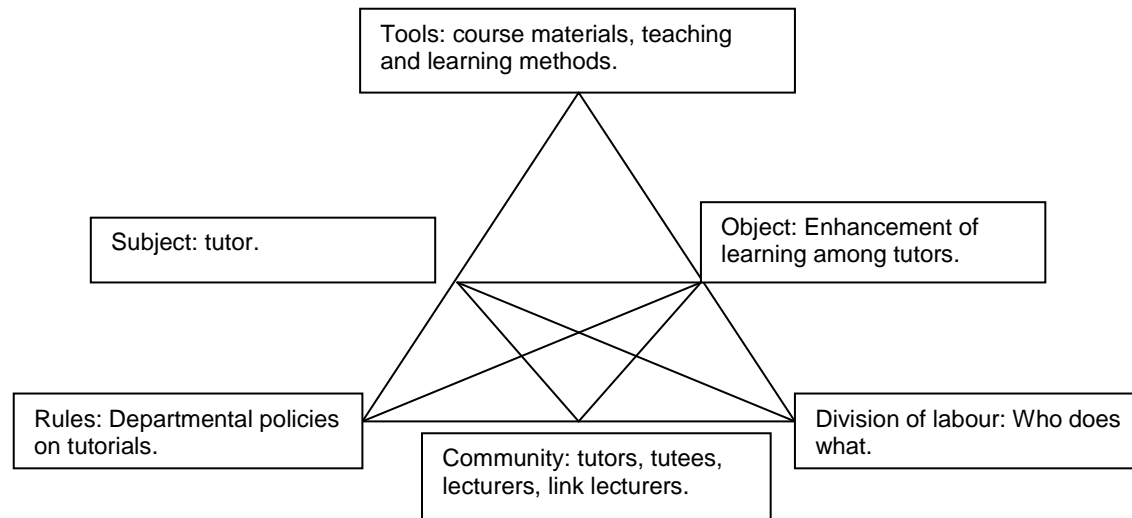 Tools: course materials, teaching
and learning methods.
Subject: tutor.
Object: Enhancement of
learning among tutors.
Rules: Departmental policies
on tutorials.
Community: tutors, tutees,
lecturers, link lecturers.
Division of labour: Who does
what.